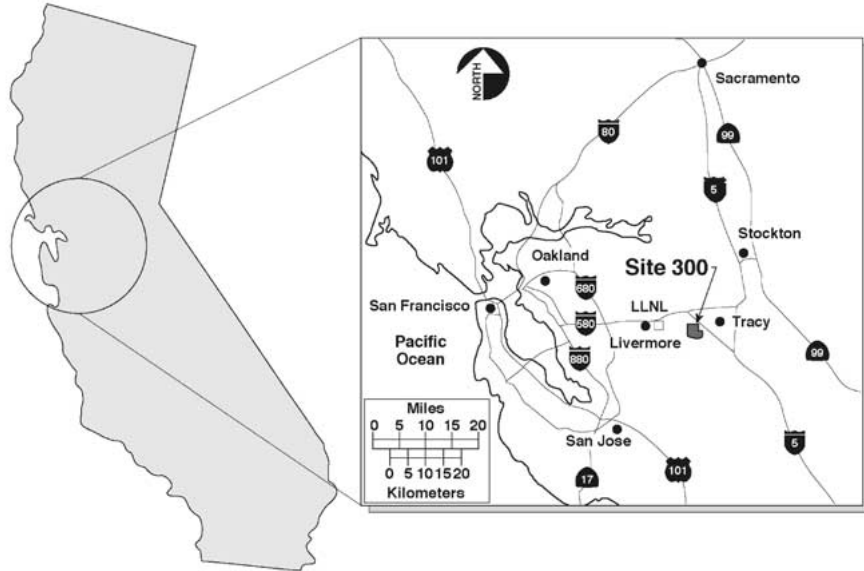 NORTH
Sacramento
80
99
101
5
Stockton
Oakland
Site 300
680
San Francisco
LLNL
580
Tracy
Livermore
Pacific
Ocean
880
99
Miles
0 5 10 15 20
0 5 10 15 20
Kilometers
San Jose
5
101
17